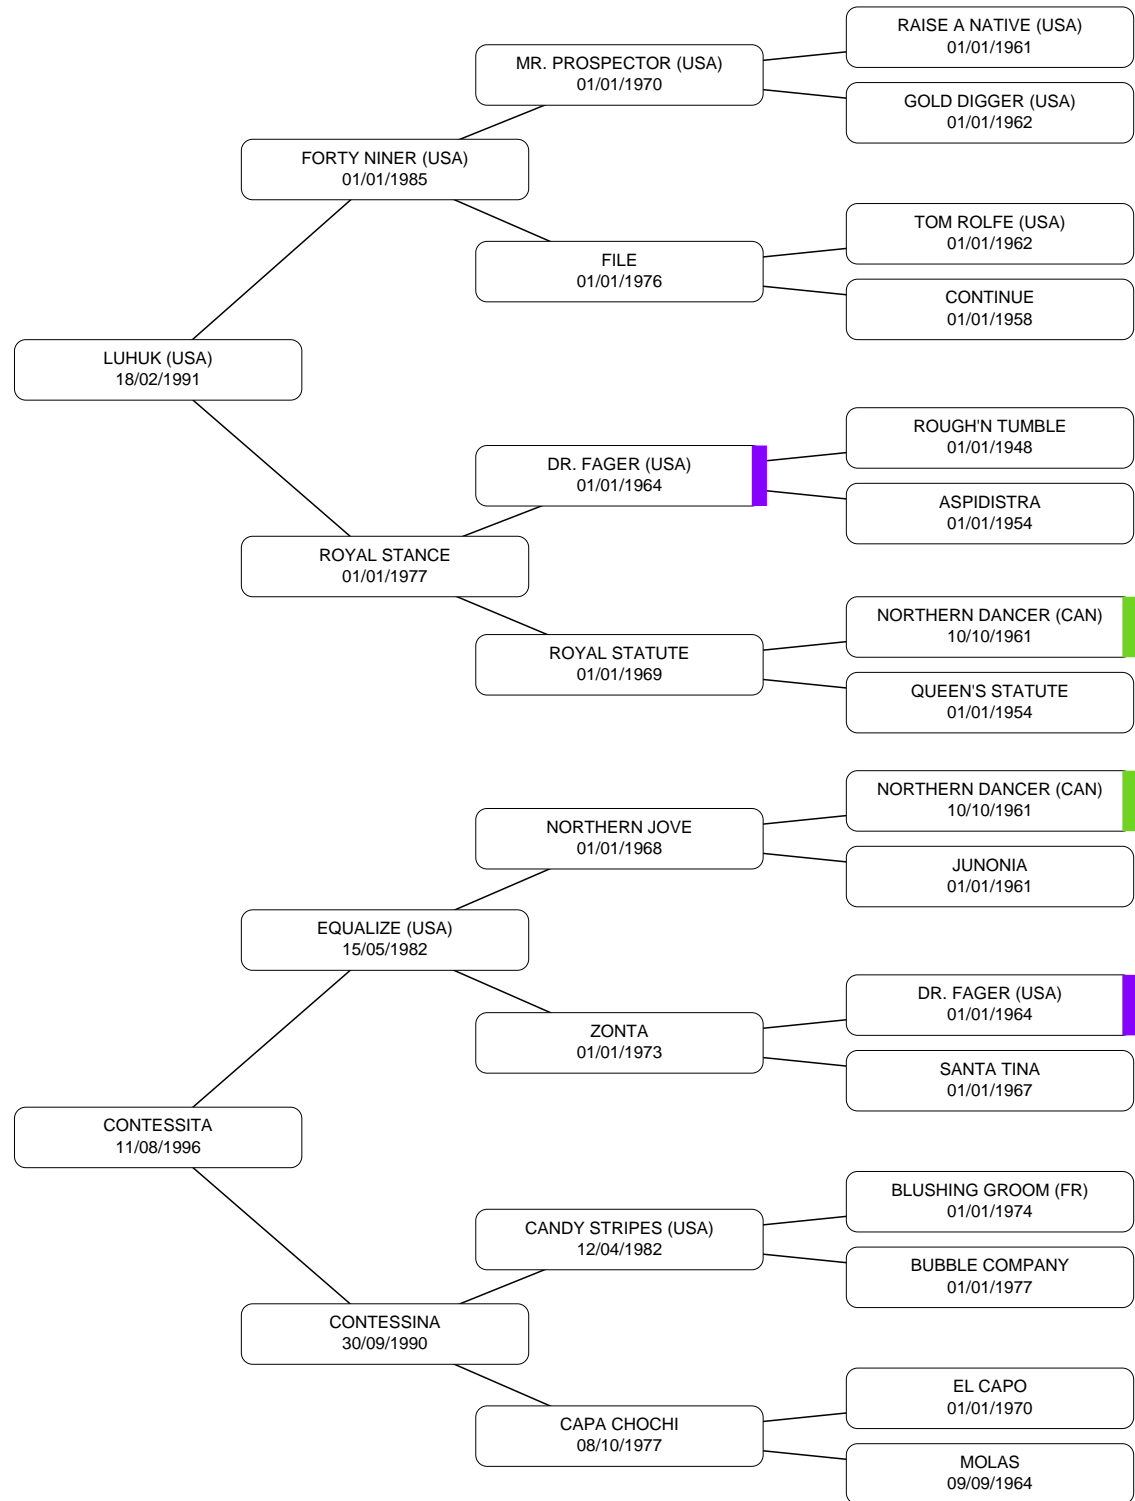 RAISE A NATIVE (USA)
01/01/1961
MR. PROSPECTOR (USA)
01/01/1970
GOLD DIGGER (USA)
01/01/1962
FORTY NINER (USA)
01/01/1985
TOM ROLFE (USA)
01/01/1962
FILE
01/01/1976
CONTINUE
01/01/1958
LUHUK (USA)
18/02/1991
ROUGH'N TUMBLE
01/01/1948
DR. FAGER (USA)
01/01/1964
ASPIDISTRA
01/01/1954
ROYAL STANCE
01/01/1977
NORTHERN DANCER (CAN)
10/10/1961
ROYAL STATUTE
01/01/1969
QUEEN'S STATUTE
01/01/1954
NORTHERN DANCER (CAN)
10/10/1961
NORTHERN JOVE
01/01/1968
JUNONIA
01/01/1961
EQUALIZE (USA)
15/05/1982
DR. FAGER (USA)
01/01/1964
ZONTA
01/01/1973
SANTA TINA
01/01/1967
CONTESSITA
11/08/1996
BLUSHING GROOM (FR)
01/01/1974
CANDY STRIPES (USA)
12/04/1982
BUBBLE COMPANY
01/01/1977
CONTESSINA
30/09/1990
EL CAPO
01/01/1970
CAPA CHOCHI
08/10/1977
MOLAS
09/09/1964